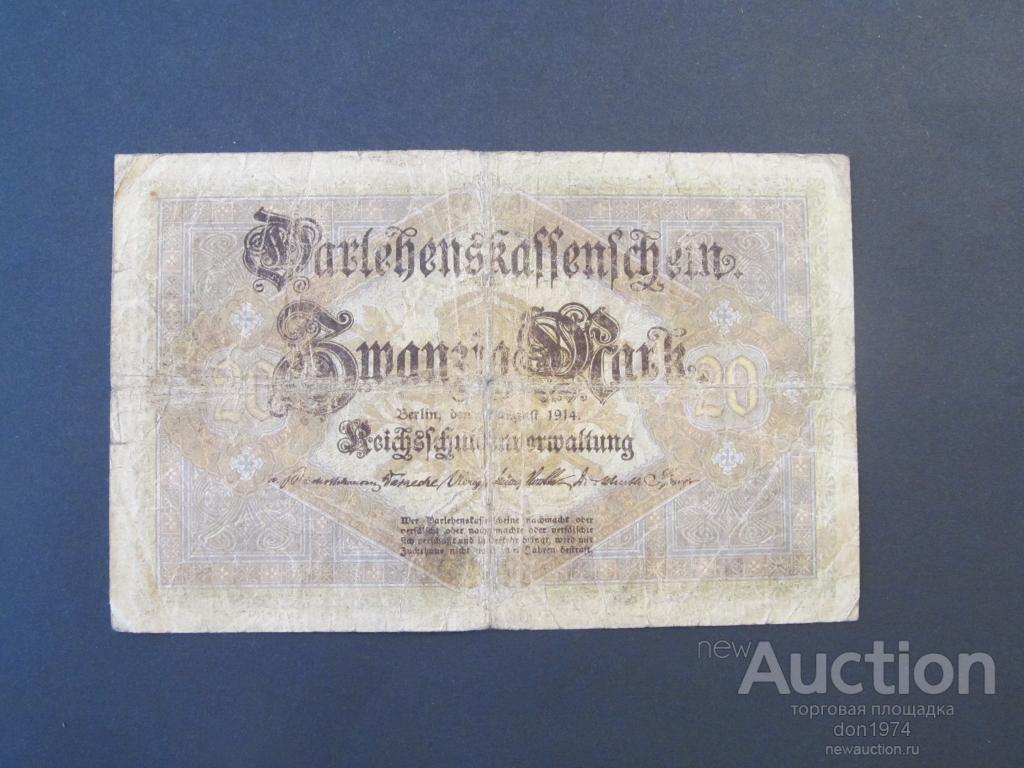 Darlehenskassenschein.
Zwanzig Mark.
20 20
Berlin, den August 1914.
Reichsschuldenverwaltung
Wer Darlehenskassenscheine nachmacht oder
verfälscht oder nachgemachte oder verfälschte
sich verschafft und in Verkehr bringt, wird mit
Zuchthaus nicht unter zwei Jahren bestraft.
new Auction
торговая площадка
don1974
newauction.ru